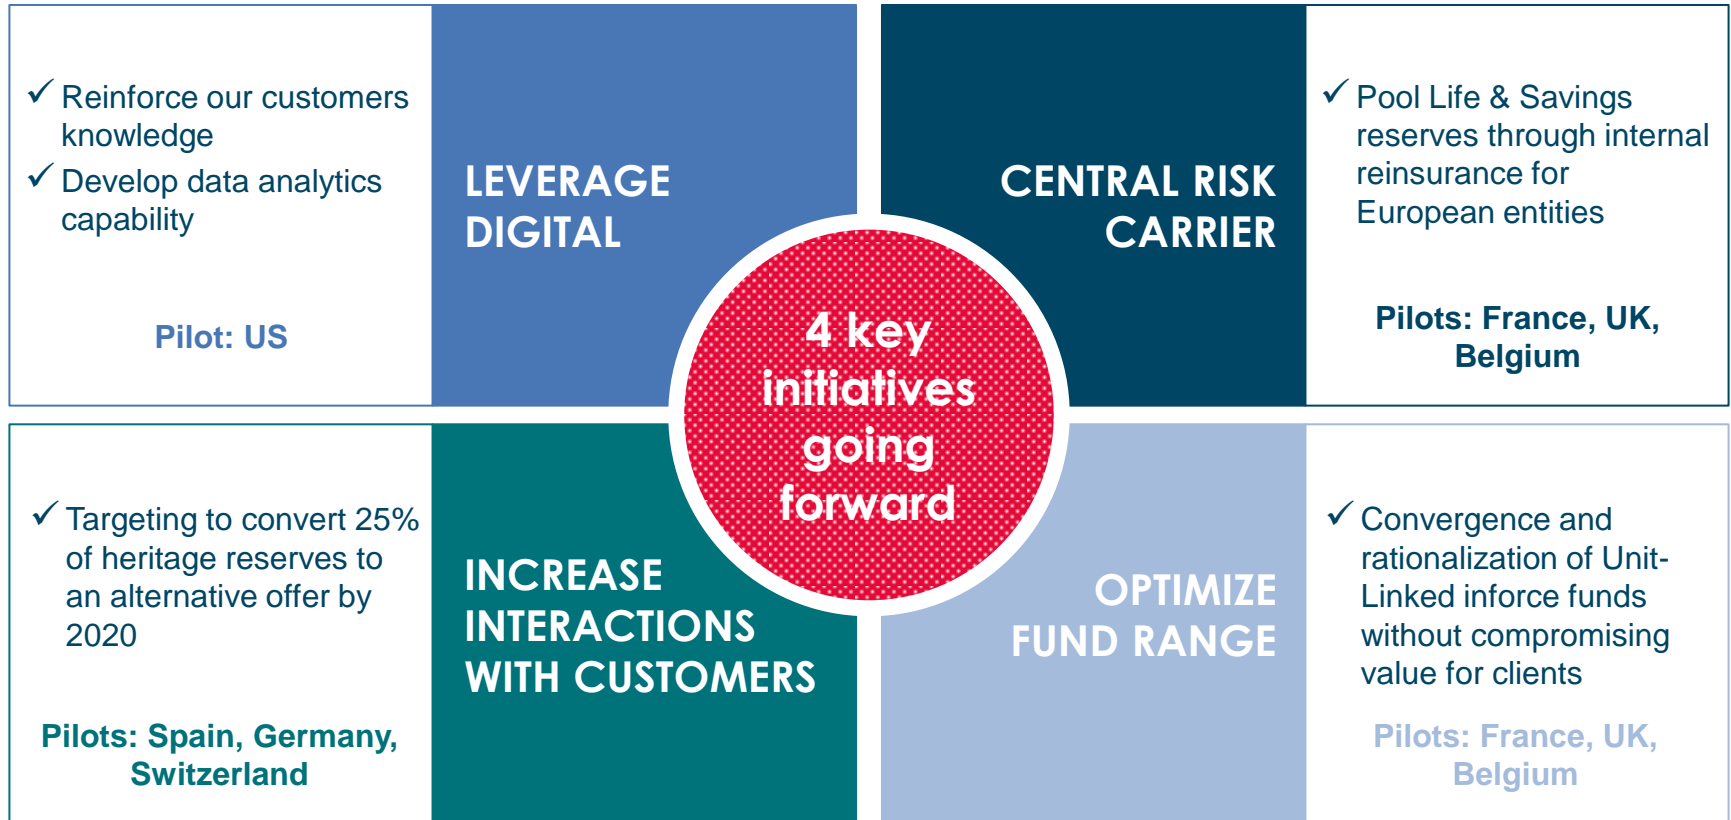 ✓ Reinforce our customers
knowledge
✓ Develop data analytics
capability
Pilot: US
LEVERAGE
DIGITAL
CENTRAL RISK
CARRIER
✓ Pool Life & Savings
reserves through internal
reinsurance for
European entities
Pilots: France, UK,
Belgium
4 key
initiatives
going
forward
✓ Targeting to convert 25%
of heritage reserves to
an alternative offer by
2020
Pilots: Spain, Germany,
Switzerland
INCREASE
INTERACTIONS
WITH CUSTOMERS
OPTIMIZE
FUND RANGE
✓ Convergence and
rationalization of Unit-
Linked inforce funds
without compromising
value for clients
Pilots: France, UK,
Belgium